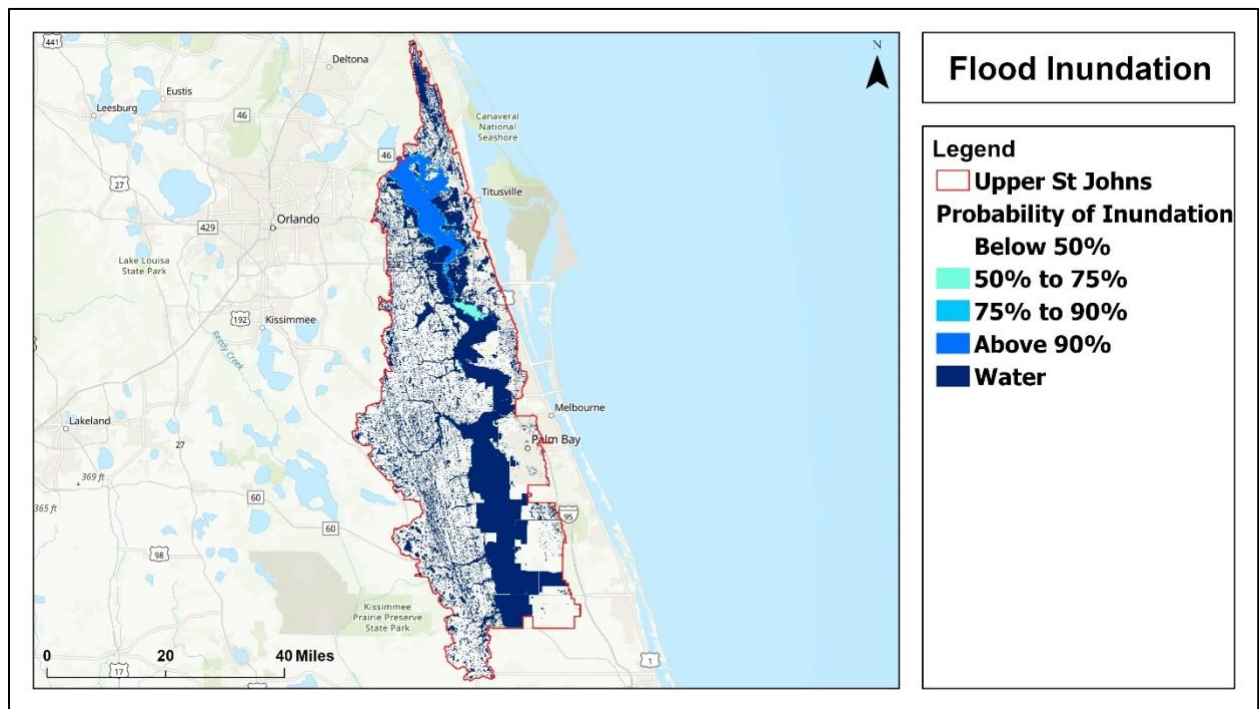 441
Deltona
N
Flood Inundation
Eustis
Leesburg
46
Canaveral
National
Seashore
46
27
Titusville
Orlando
429
Lake Louisa
State Park
192
Kissimmee
Reedy Creek
Melbourne
Lakeland
Palm Bay
27
369 ft
365 ft
60
95
60
98
Kissimmee
Prairie Preserve
State Park
0 20 40 Miles
17
1
Legend
Upper St Johns
Probability of Inundation
Below 50%
50% to 75%
75% to 90%
Above 90%
Water